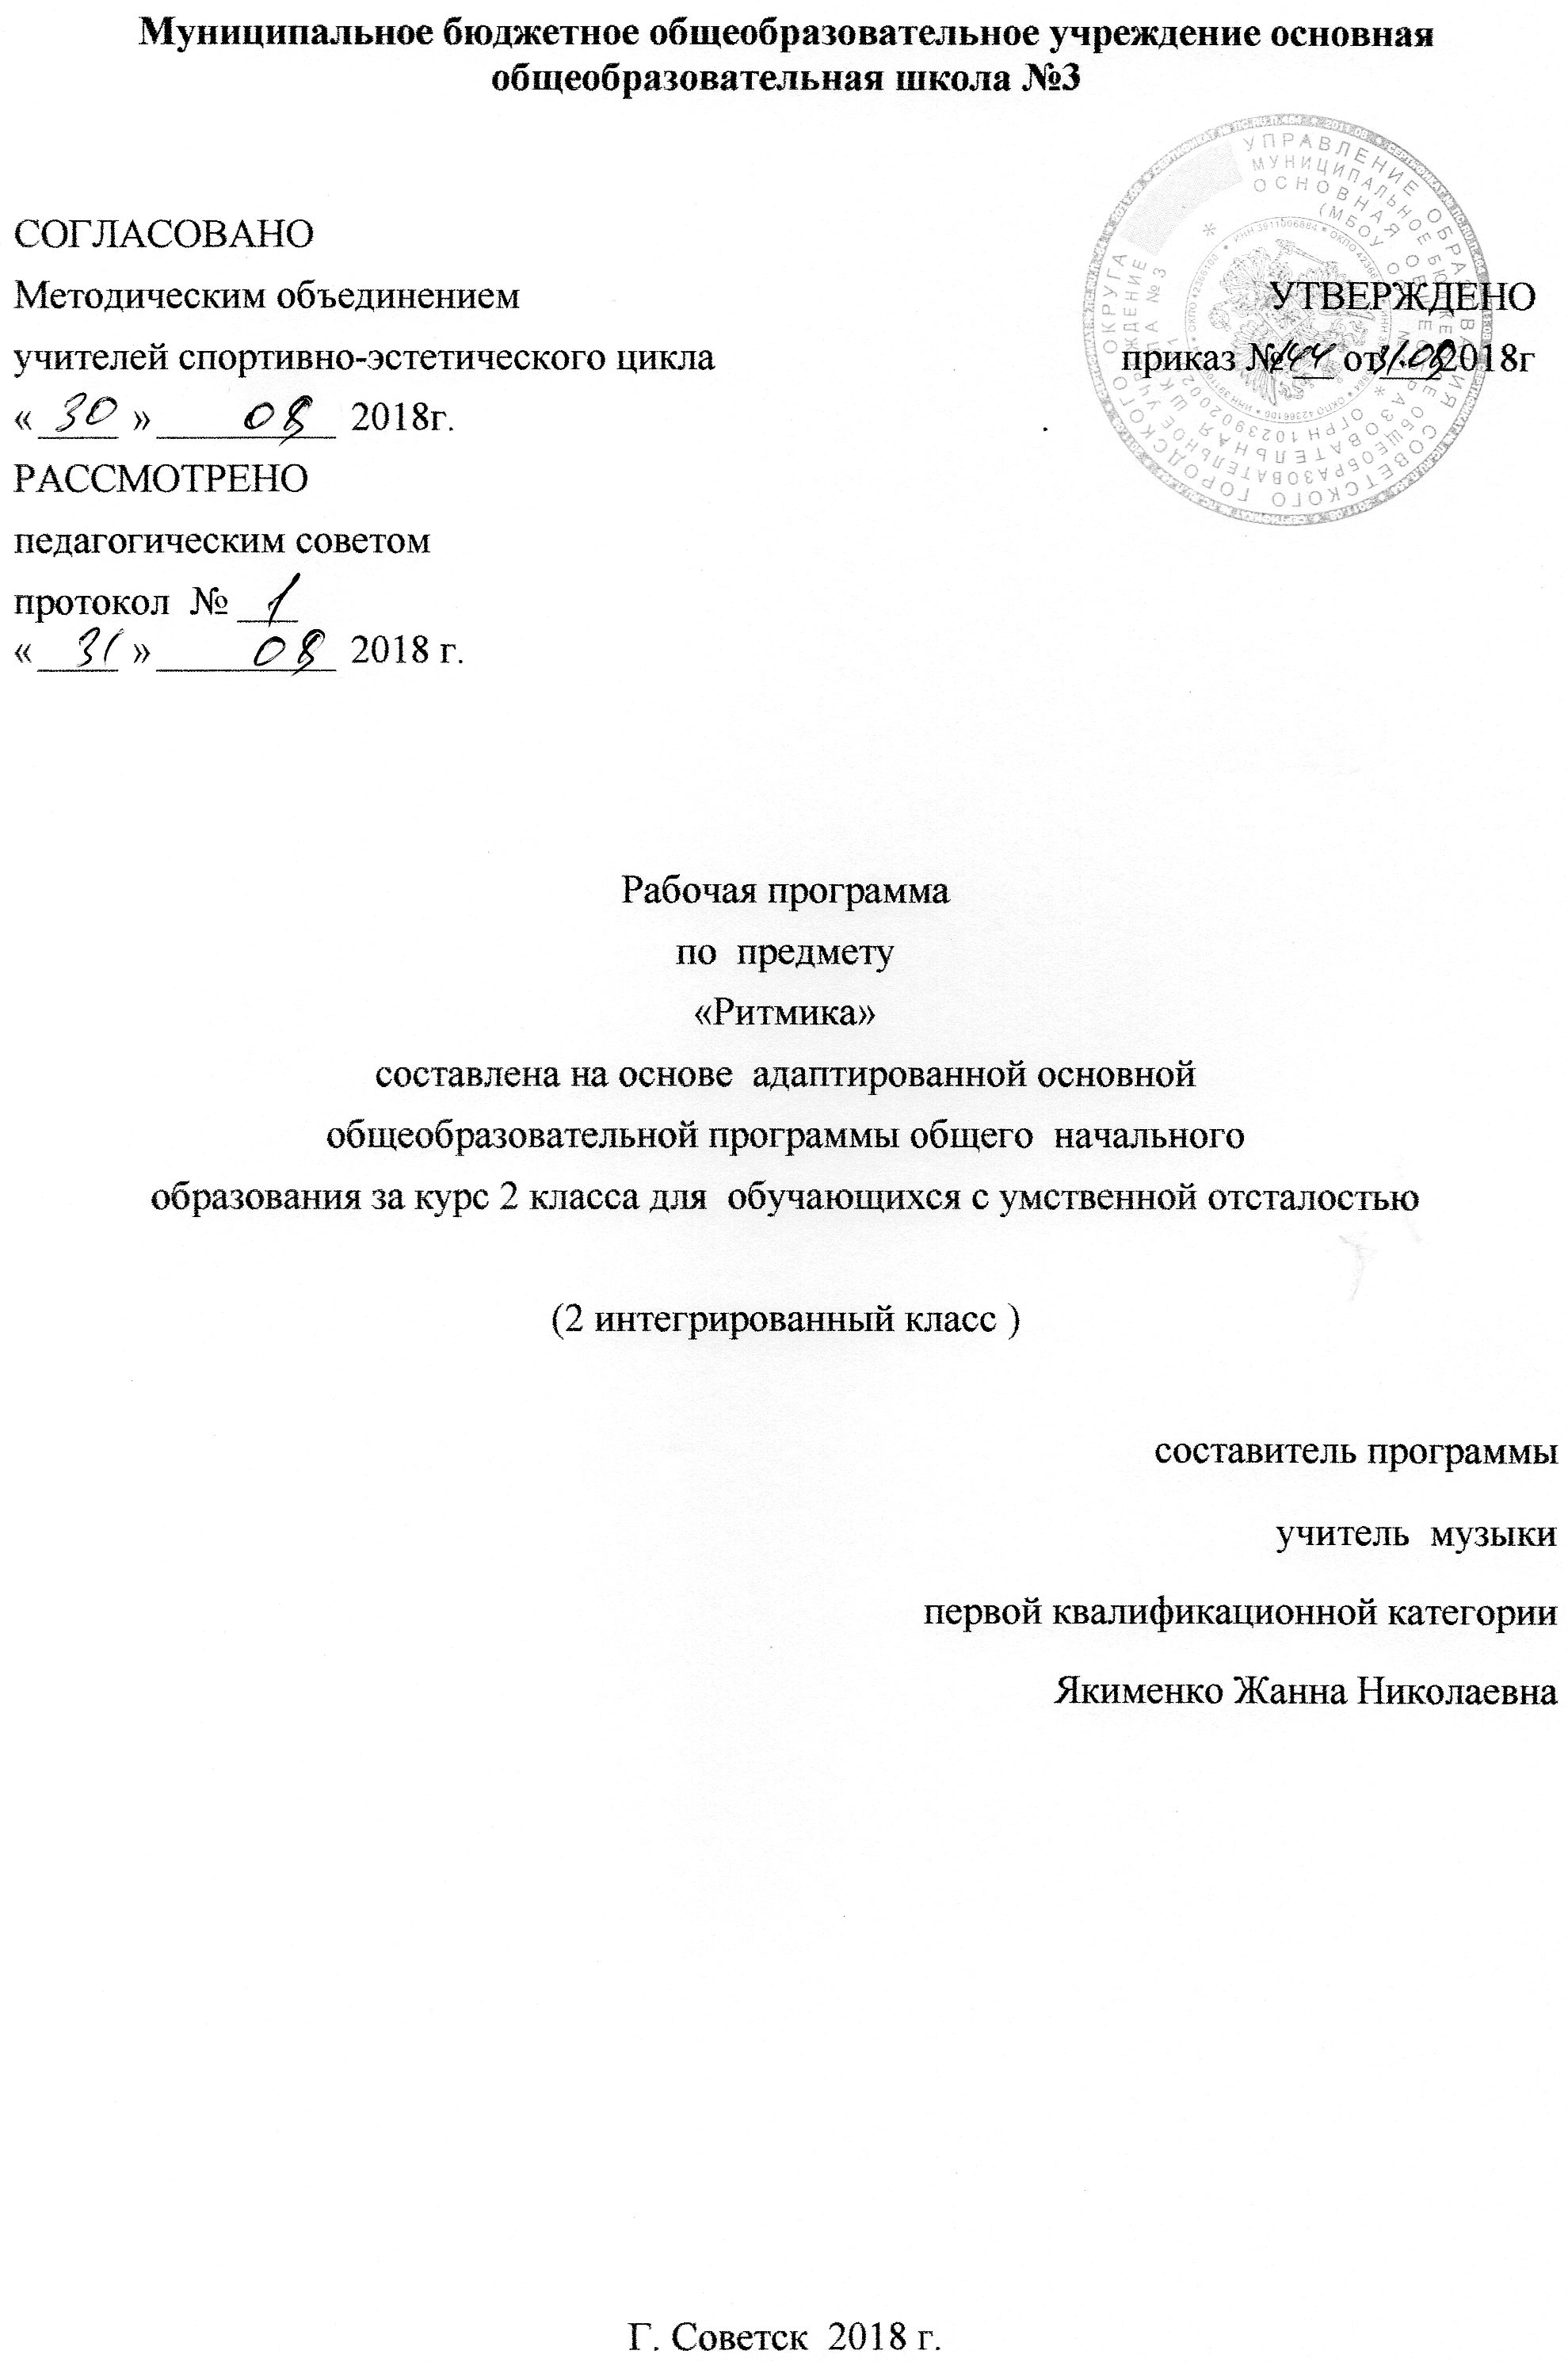 Муниципальное бюджетное общеобразовательное учреждение основная
общеобразовательная школа №3
СОГЛАСОВАНО
Методическим объединением
УТВЕРЖДЕНО
учителей спортивно-эстетического цикла
приказ № 144 от 31.08 2018г
« 30 » 08 2018г.
РАССМОТРЕНО
педагогическим советом
протокол № 1
« 31 » 08 2018 г.
Рабочая программа
по предмету
«Ритмика»
составлена на основе адаптированной основной
общеобразовательной программы общего начального
образования за курс 2 класса для обучающихся с умственной отсталостью
(2 интегрированный класс )
составитель программы
учитель музыки
первой квалификационной категории
Якименко Жанна Николаевна
Г. Советск 2018 г.